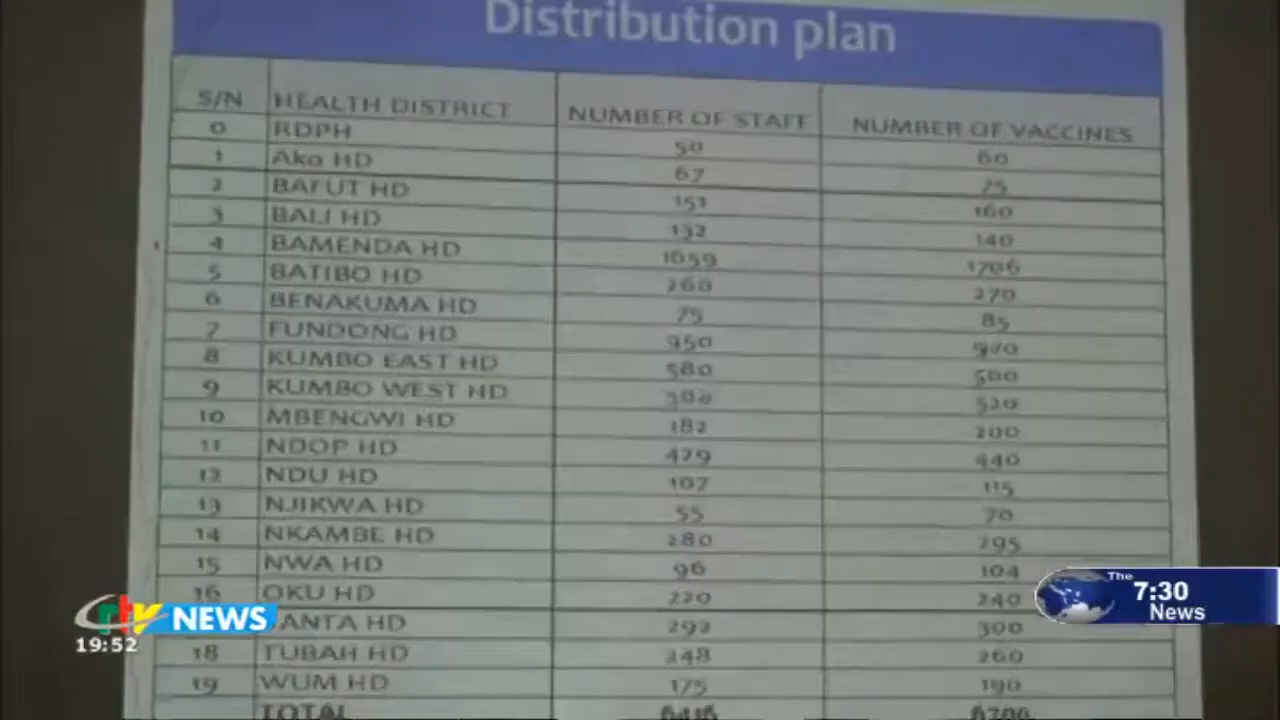 Distribution plan
S/N HEALTH DISTRICT NUMBER OF STAFF NUMBER OF VACCINES
0 RDPH 50 60
1 Ako HD 67 75
2 BAFUT HD 151 160
3 BALI HD 132 140
4 BAMENDA HD 1659 1706
5 BATIBO HD 260 270
6 BENAKUMA HD 75 85
7 FUNDONG HD 950
8 KUMBO EAST HD 580
9 KUMBO WEST HD 520
10 MBENGWI HD 182 200
11 NDOP HD 429 440
12 NDU HD 107 115
13 NJIKWA HD 55 70
14 NKAMBE HD 280 295
15 NWA HD 96 104
16 OKU HD 220 240
ANTA HD 292 300
18 TUBAH HD 248 260
19 WUM HD 175 190
TOTAL 6416
rtv NEWS
19:52
The 7:30
News